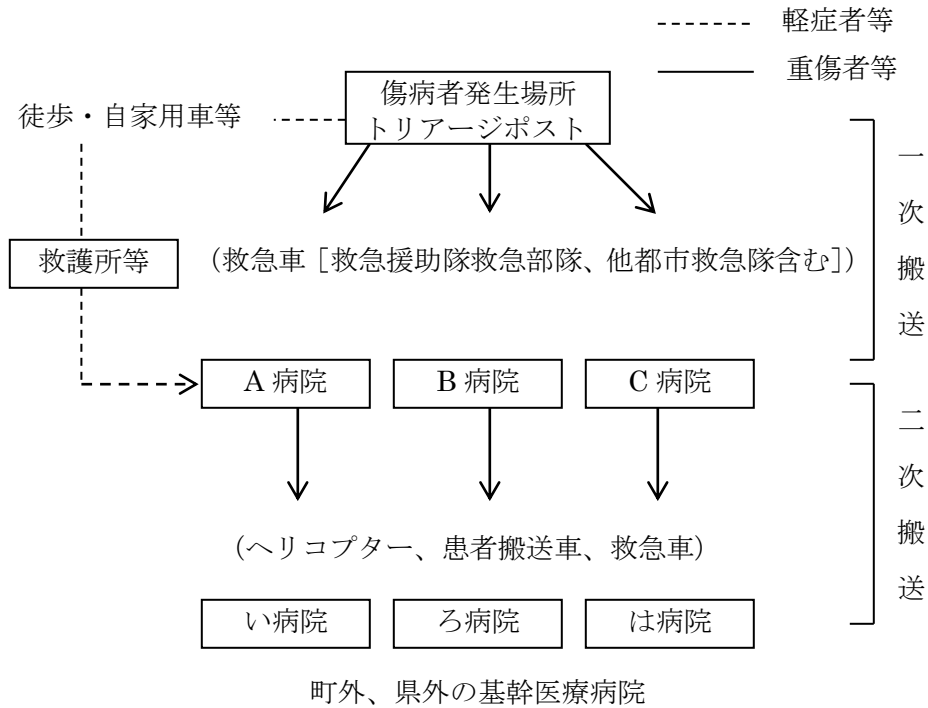 軽症者等
重傷者等
傷病者発生場所
トリアージポスト
徒歩・自家用車等
一次搬送
救護所等
(救急車[救急援助隊救急部隊、他都市救急隊含む])
A 病院
B 病院
C 病院
二次搬送
(ヘリコプター、患者搬送車、救急車)
い病院
ろ病院
は病院
町外、県外の基幹医療病院